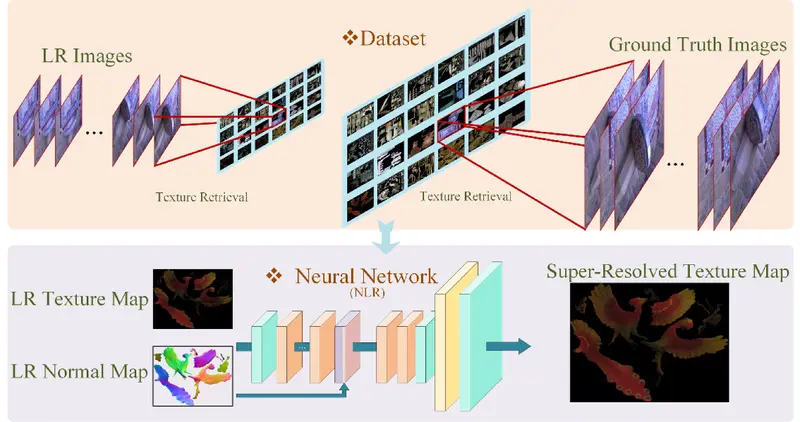 ❖Dataset
LR Images
Ground Truth Images
...
...
Texture Retrieval
Texture Retrieval
❖ Neural Network
(NLR)
Super-Resolved Texture Map
LR Texture Map
...
LR Normal Map